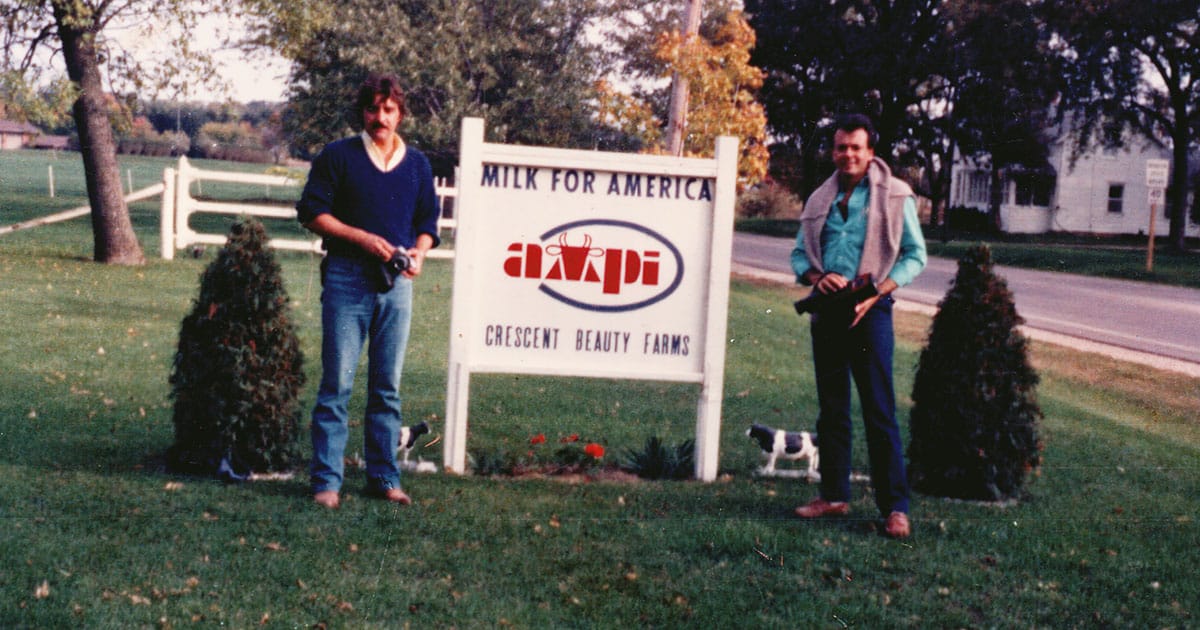 MILK FOR AMERICA
ampi
CRESCENT BEAUTY FARMS